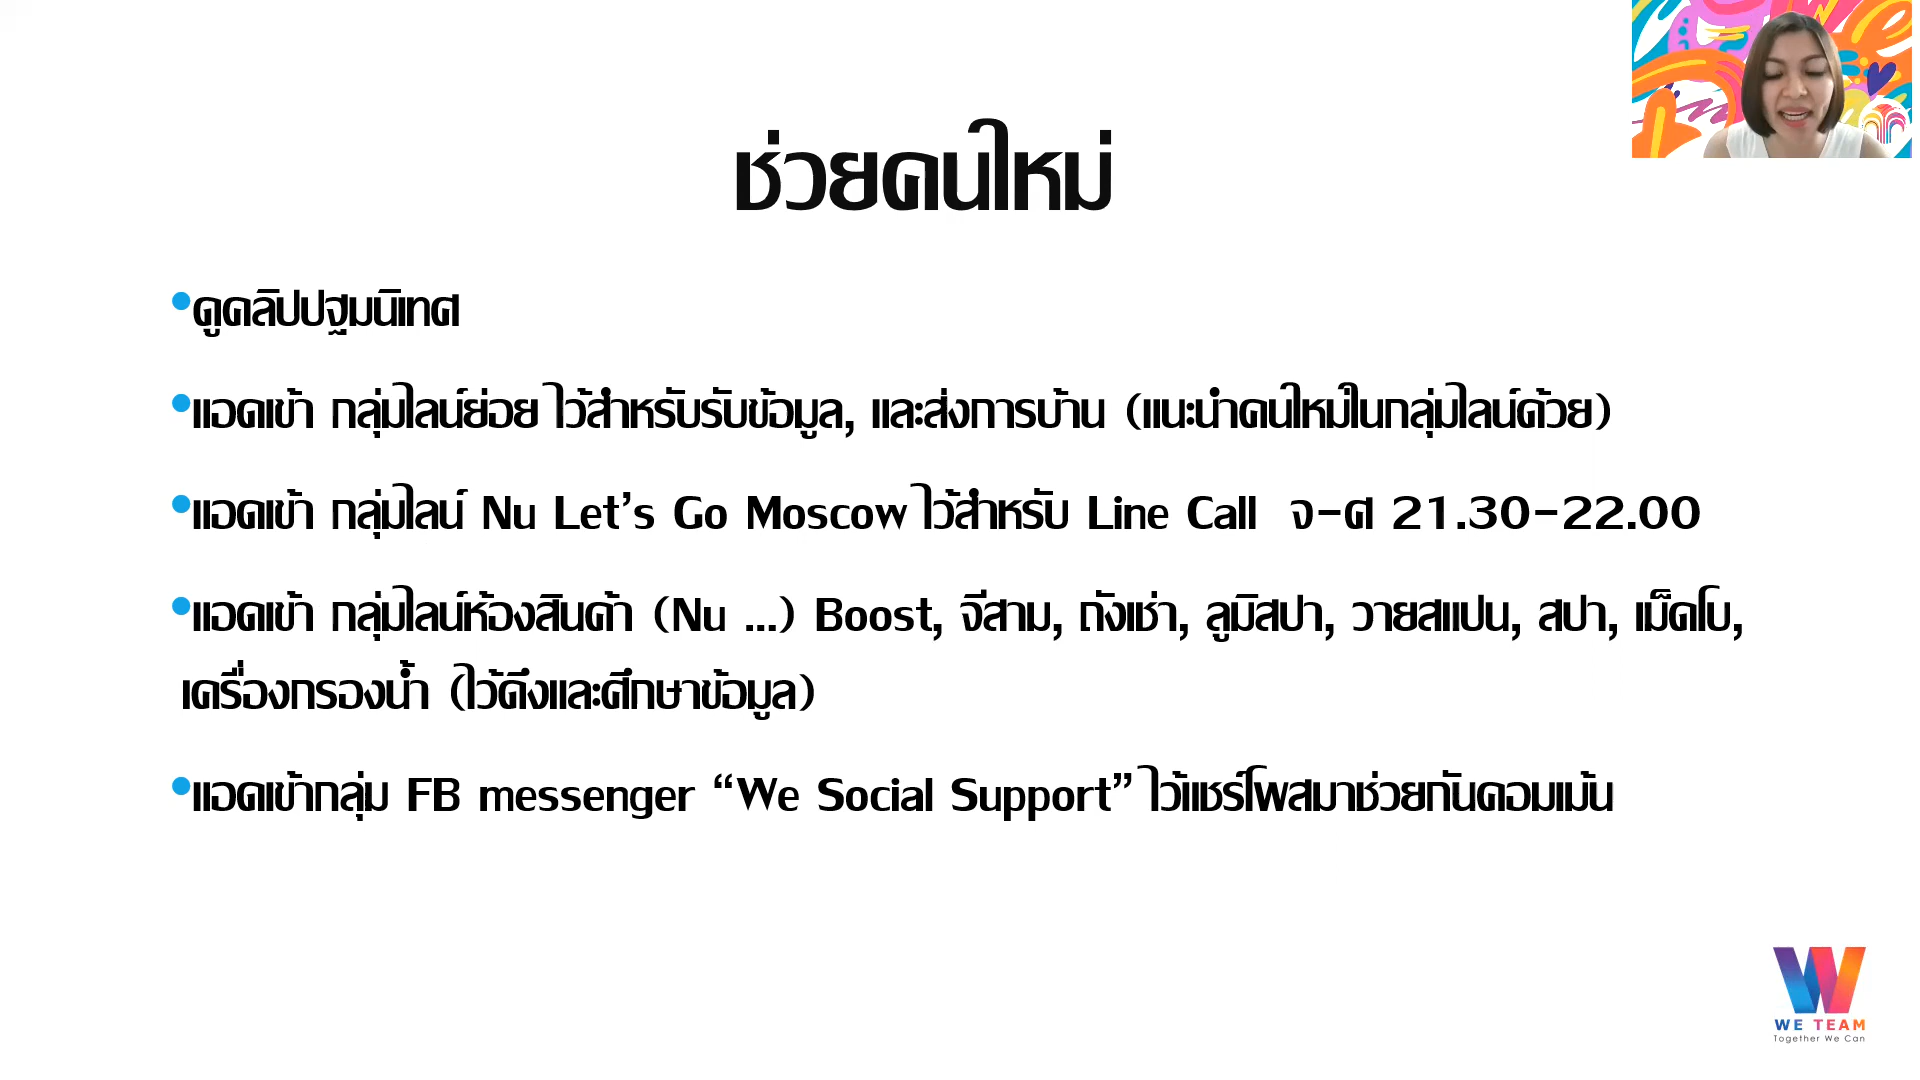 ช่วยคนใหม่
•ดูคลิปปฐมนิเทศ
•แอดเข้า กลุ่มไลน์ย่อย ไว้สำหรับรับข้อมูล, และส่งการบ้าน (แนะนำคนใหม่ในกลุ่มไลน์ด้วย)
•แอดเข้า กลุ่มไลน์ Nu Let’s Go Moscow ไว้สำหรับ Line Call จ-ศ 21.30-22.00
•แอดเข้า กลุ่มไลน์ห้องสินค้า (Nu ...) Boost, จีสาม, ถังเช่า, ลูมิสปา, วายสแปน, สปา, เม็ดโบ,
เครื่องกรองน้ำ (ไว้ดึงและศึกษาข้อมูล)
•แอดเข้ากลุ่ม FB messenger “We Social Support” ไว้แชร์โพสมาช่วยกันคอมเม้น
WE TEAM
Together We Can